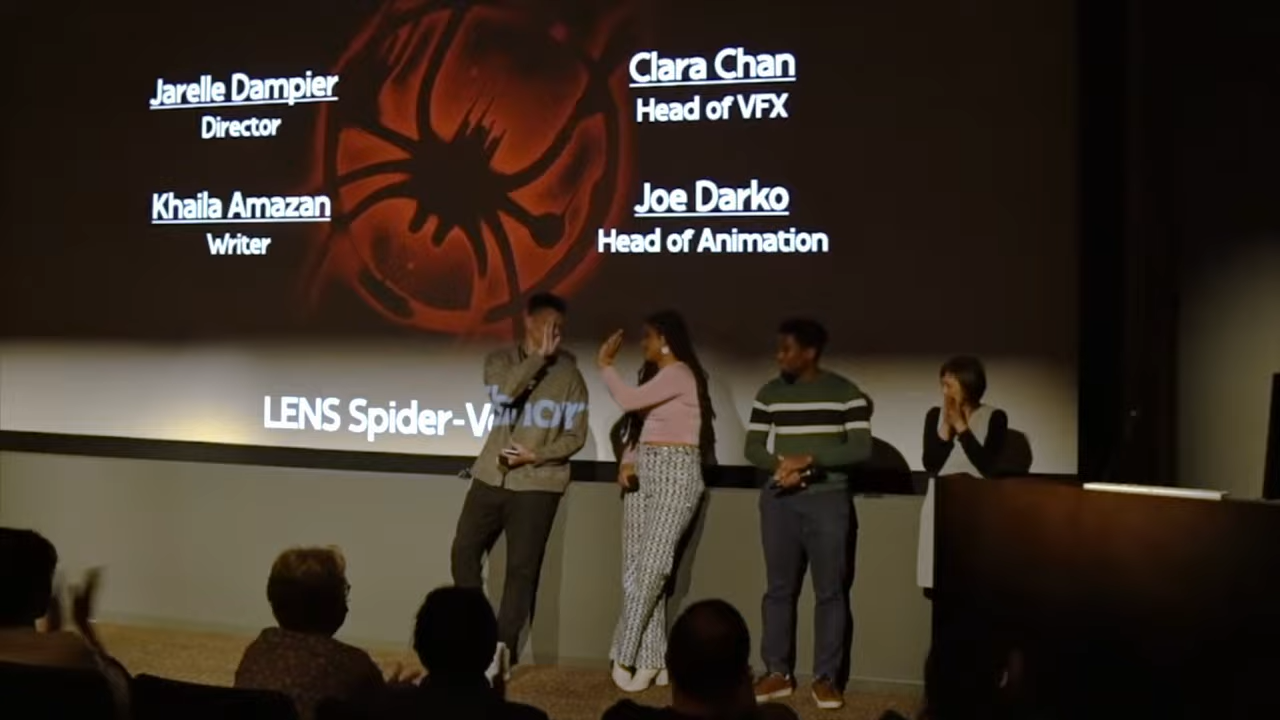 Jarelle Dampier
Director
Khaila Amazan
Writer
Clara Chan
Head of VFX
Joe Darko
Head of Animation
LENS Spider-V